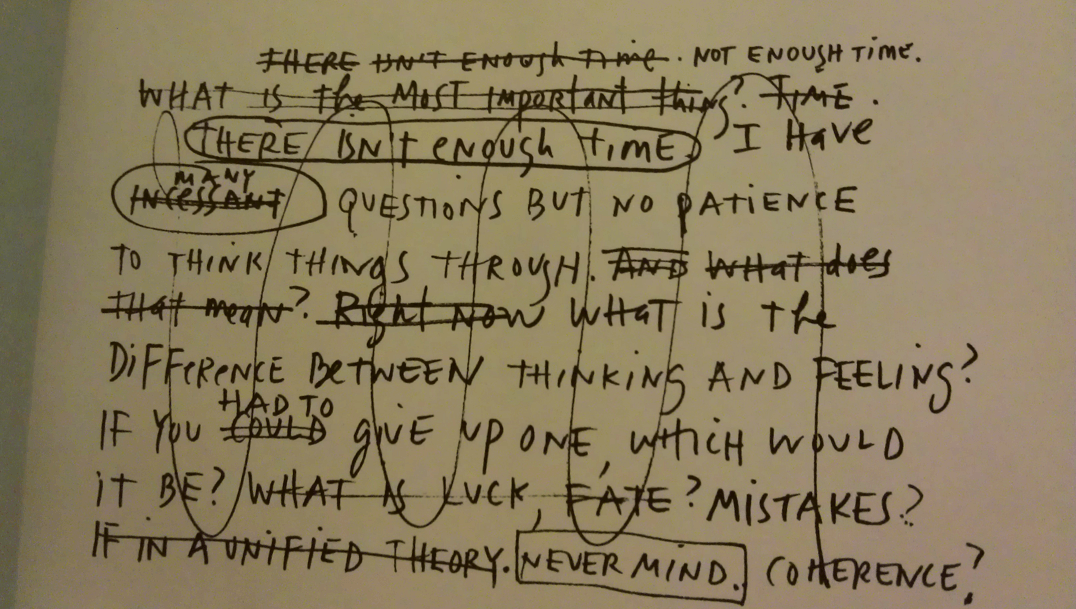 THERE ISN'T ENOUGH TIME. NOT ENOUGH TIME.
WHAT is the MOST IMPORTANT thing? TIME.
THERE ISN'T ENOUGH TIME I HAVE
MANY
INCESSANT QUESTIONS BUT NO PATIENCE
TO THINK THINGS THROUGH. AND WHAT does
that mean? Right Now WHAT is the
DIFFERENCE BETWEEN THINKING AND FEELING?
HAD TO
IF YOU COULD GIVE UP ONE, WHICH WOULD
IT BE? WHAT IS LUCK, FATE? MISTAKES?
IF IN A UNIFIED THEORY. NEVER MIND. COHERENCE?